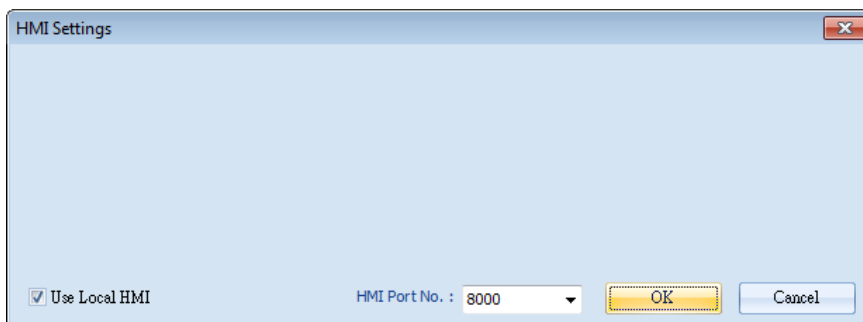 HMI Settings
Use Local HMI HMI Port No. : 8000 OK Cancel